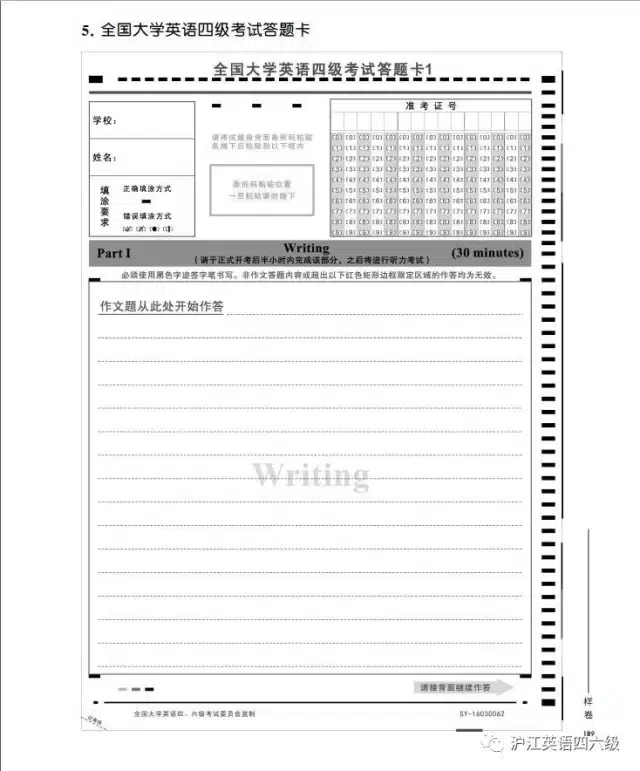 5. 全国大学英语四级考试答题卡
全国大学英语四级考试答题卡1
学校：
姓名：
填涂要求
正确填涂方式
错误填涂方式
请将试题册背面条形码粘贴
条揭下后粘贴到以下框内
条形码粘贴位置
准考证号
[0] [0] [0] [0] [0] [0] [0] [0] [0] [0] [0] [0] [0] [0] [0]
[1] [1] [1] [1] [1] [1] [1] [1] [1] [1] [1] [1] [1] [1] [1]
[2] [2] [2] [2] [2] [2] [2] [2] [2] [2] [2] [2] [2] [2] [2]
[3] [3] [3] [3] [3] [3] [3] [3] [3] [3] [3] [3] [3] [3] [3]
[4] [4] [4] [4] [4] [4] [4] [4] [4] [4] [4] [4] [4] [4] [4]
[5] [5] [5] [5] [5] [5] [5] [5] [5] [5] [5] [5] [5] [5] [5]
[6] [6] [6] [6] [6] [6] [6] [6] [6] [6] [6] [6] [6] [6] [6]
[7] [7] [7] [7] [7] [7] [7] [7] [7] [7] [7] [7] [7] [7] [7]
[8] [8] [8] [8] [8] [8] [8] [8] [8] [8] [8] [8] [8] [8] [8]
[9] [9] [9] [9] [9] [9] [9] [9] [9] [9] [9] [9] [9] [9] [9]
Part I
Writing
(30 minutes)
（请于正式开考后半小时内完成该部分，之后将进行听力考试）
必须使用黑色字迹签字笔书写。非作文答题内容或超出以下红色矩形边框限定区域的作答均为无效。
作文题从此处开始作答
Writing
请接背面继续作答
全国大学英语四、六级考试委员会监制
SY-16030062
样卷
189
沪江英语四六级